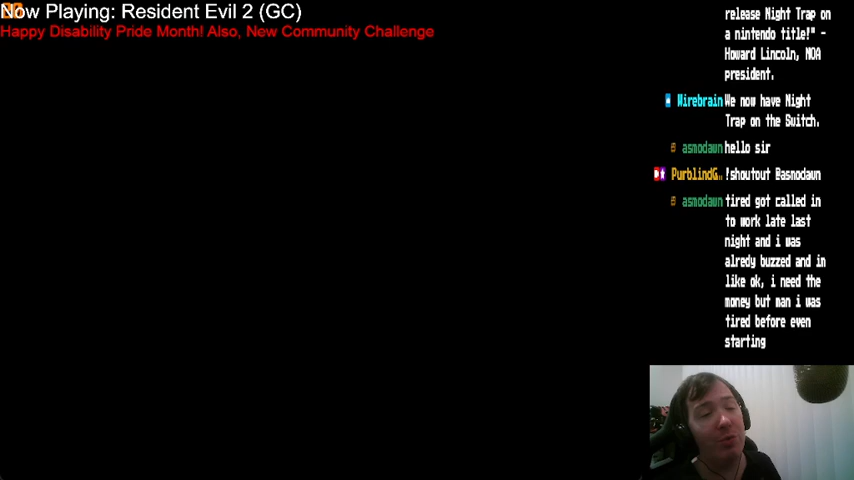 Now Playing: Resident Evil 2 (GC)
Happy Disability Pride Month! Also, New Community Challenge
release Night Trap on
a nintendo title!" -
Howard Lincoln, NOA
president.
Wirebrain We now have Night
Trap on the Switch.
asmodawn hello sir
PurblindG.. !shoutout @asmodawn
asmodawn tired got called in
to work late last
night and i was
alredy buzzed and im
like ok, i need the
money but man i was
tired before even
starting